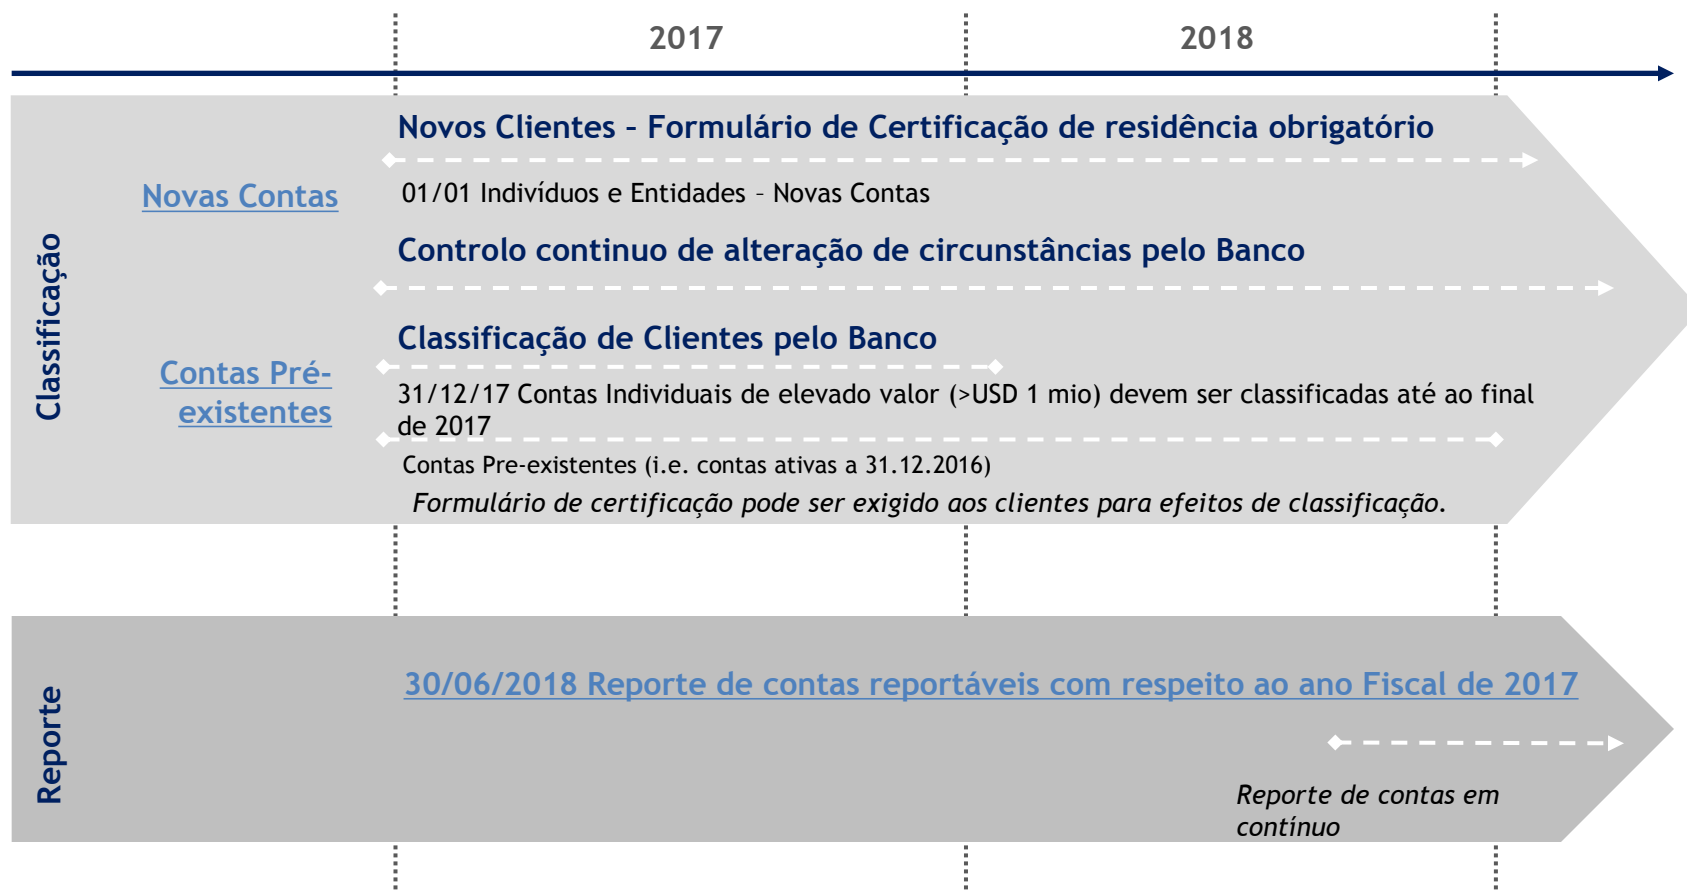 2017
2018
Novos Clientes – Formulário de Certificação de residência obrigatório
Novas Contas
01/01 Indivíduos e Entidades – Novas Contas
Controlo continuo de alteração de circunstâncias pelo Banco
Classificação
Classificação de Clientes pelo Banco
Contas Pré-
existentes
31/12/17 Contas Individuais de elevado valor (>USD 1 mio) devem ser classificadas até ao final
de 2017
Contas Pre-existentes (i.e. contas ativas a 31.12.2016)
Formulário de certificação pode ser exigido aos clientes para efeitos de classificação.
Reporte
30/06/2018 Reporte de contas reportáveis com respeito ao ano Fiscal de 2017
Reporte de contas em
contínuo